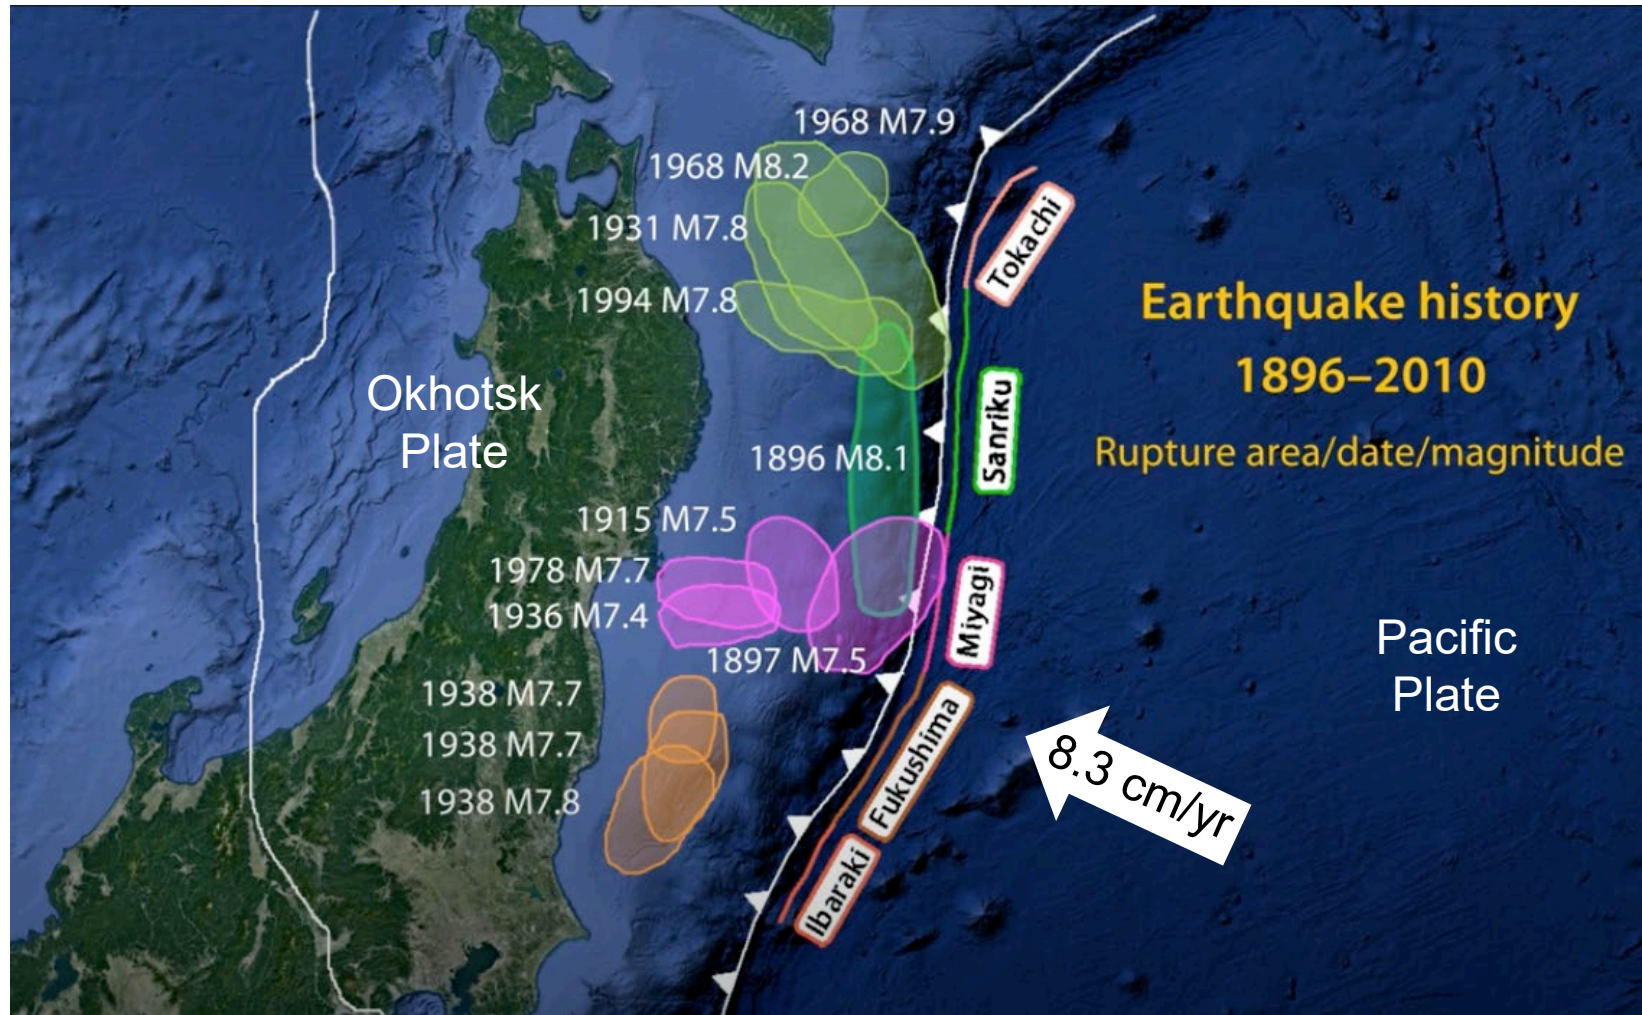 1968 M7.9
1968 M8.2
1931 M7.8
Tokachi
1994 M7.8
Earthquake history
1896–2010
Okhotsk
Plate
Sanriku
Rupture area/date/magnitude
1896 M8.1
1915 M7.5
1978 M7.7
1936 M7.4
Miyagi
1897 M7.5
Pacific
Plate
1938 M7.7
1938 M7.7
1938 M7.8
Fukushima
8.3 cm/yr
Ibaraki